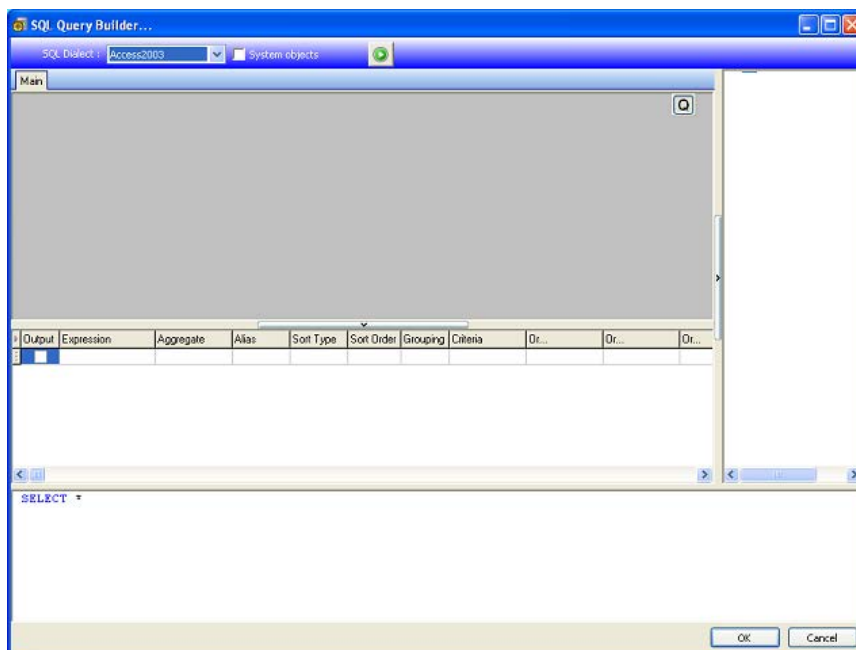 SQL Query Builder...
SQL Dialect : Access2003 System objects
Main
Q
Output Expression Aggregate Alias Sort Type Sort Order Grouping Criteria Or... Or... Or...
SELECT *
OK Cancel